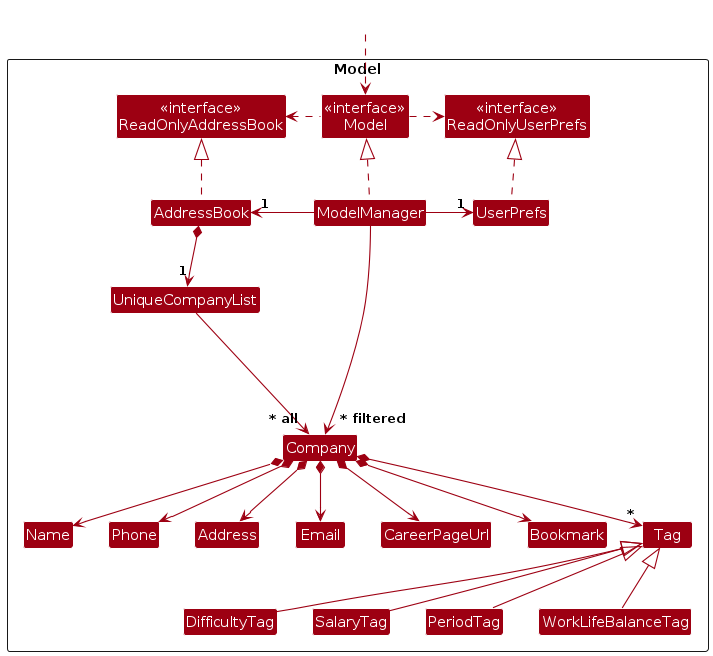 Model
«interface»
ReadOnlyAddressBook
«interface»
Model
«interface»
ReadOnlyUserPrefs
AddressBook
1
ModelManager
1
UserPrefs
1
UniqueCompanyList
* all
* filtered
Company
*
Name
Phone
Address
Email
CareerPageUrl
Bookmark
Tag
DifficultyTag
SalaryTag
PeriodTag
WorkLifeBalanceTag